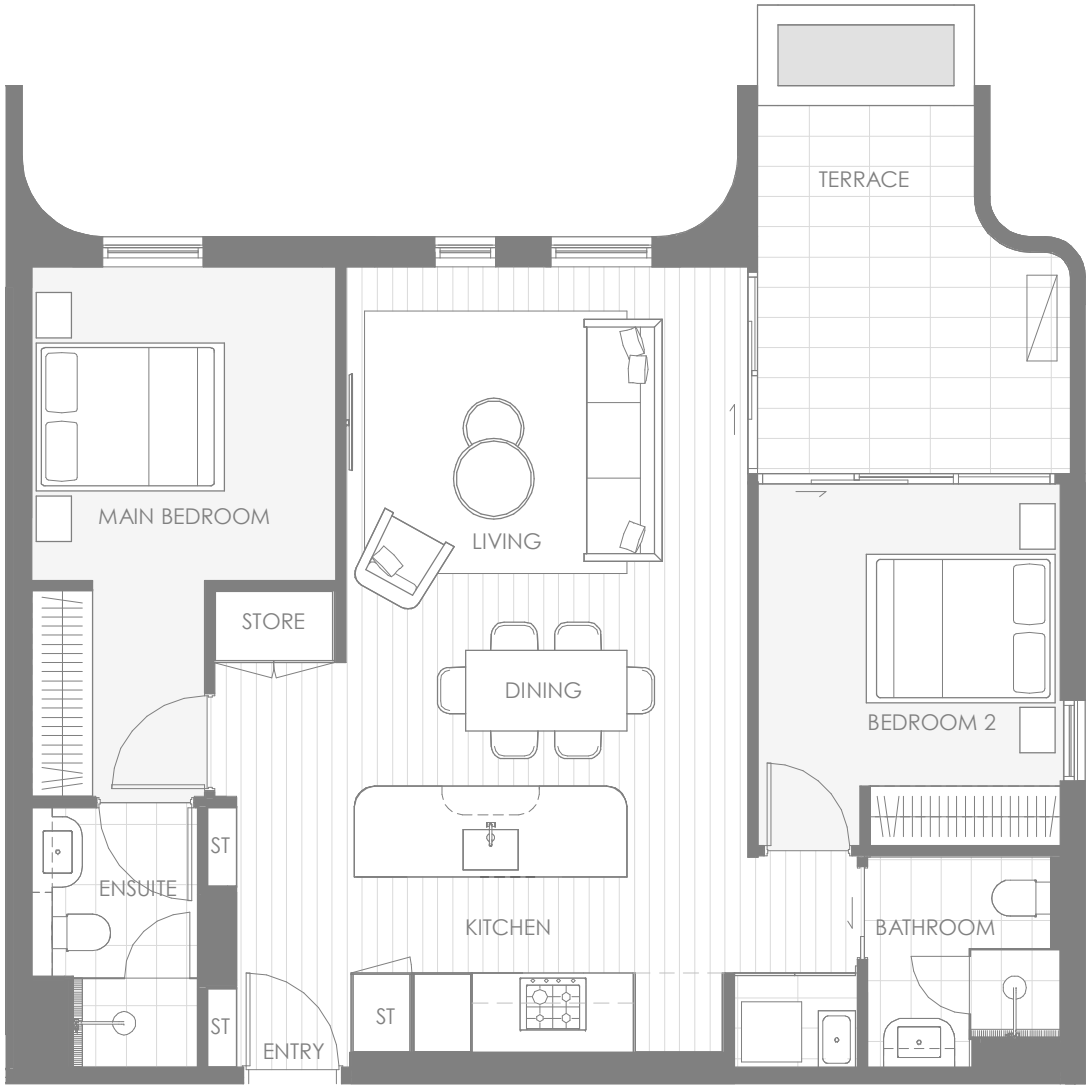 TERRACE
MAIN BEDROOM
LIVING
STORE
DINING
BEDROOM 2
ST
ENSUITE
KITCHEN
BATHROOM
ST
ST
ENTRY